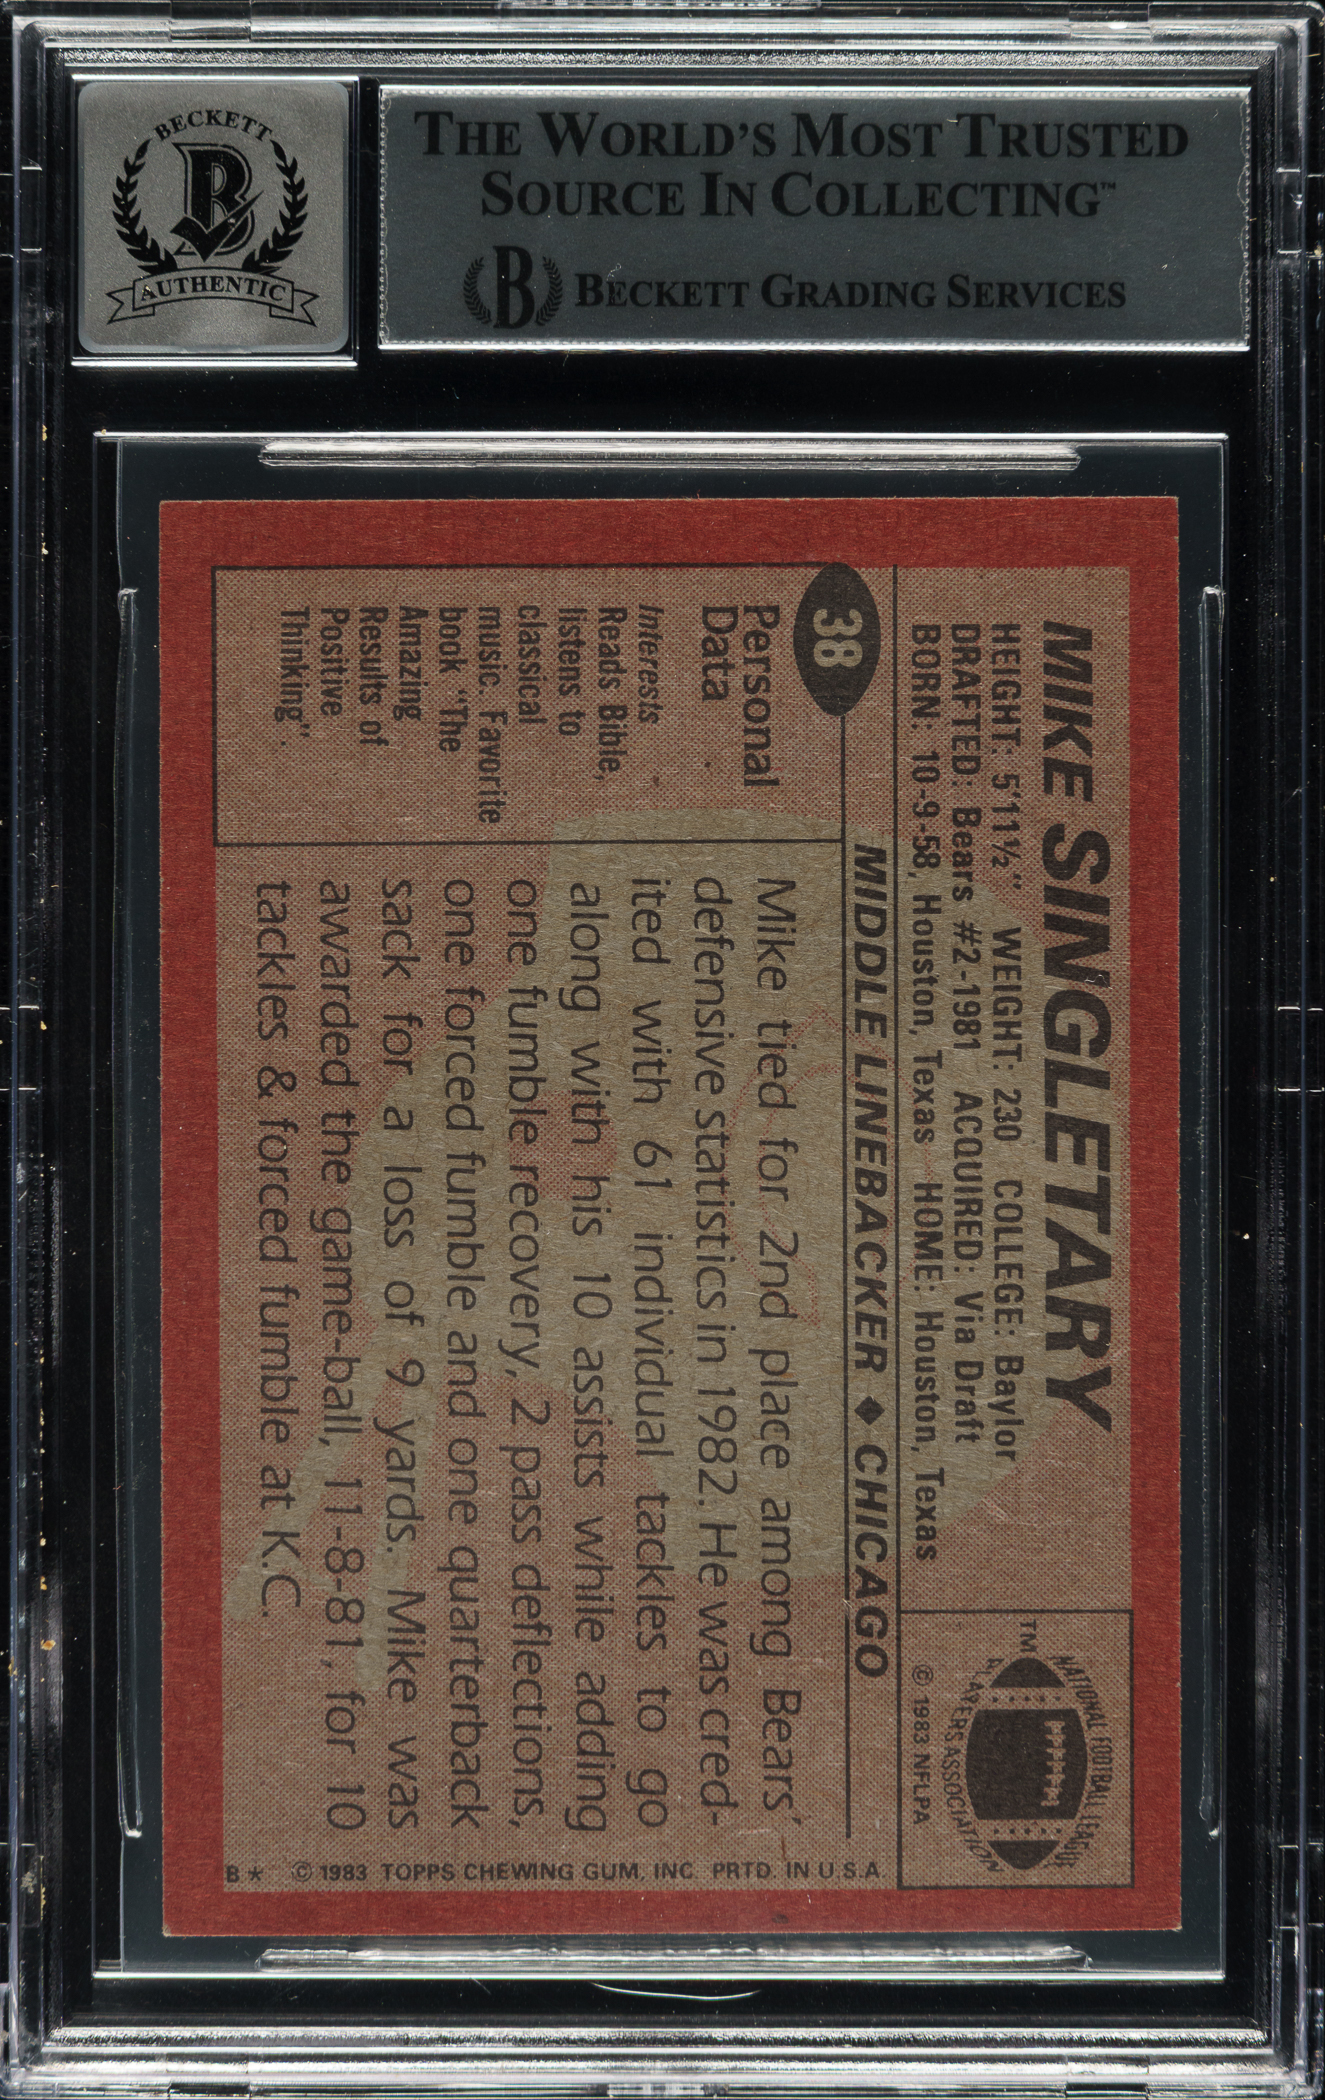 BECKETT
B
AUTHENTIC
THE WORLD'S MOST TRUSTED
SOURCE IN COLLECTING™
B BECKETT GRADING SERVICES
MIKE SINGLETARY
HEIGHT: 5'11½" WEIGHT: 230 COLLEGE: Baylor
DRAFTED: Bears #2-1981 ACQUIRED: Via Draft
BORN: 10-9-58, Houston, Texas HOME: Houston, Texas
TM
NATIONAL FOOTBALL LEAGUE
PLAYERS ASSOCIATION
© 1983 NFLPA
38
MIDDLE LINEBACKER ♦ CHICAGO
Personal
Data
Interests
Reads Bible,
listens to
classical
music. Favorite
book "The
Amazing
Results of
Positive
Thinking".
Mike tied for 2nd place among Bears'
defensive statistics in 1982. He was cred-
ited with 61 individual tackles to go
along with his 10 assists while adding
one fumble recovery, 2 pass deflections,
one forced fumble and one quarterback
sack for a loss of 9 yards. Mike was
awarded the game-ball, 11-8-81, for 10
tackles & forced fumble at K.C.
B* © 1983 TOPPS CHEWING GUM, INC. PRTD. IN U.S.A.